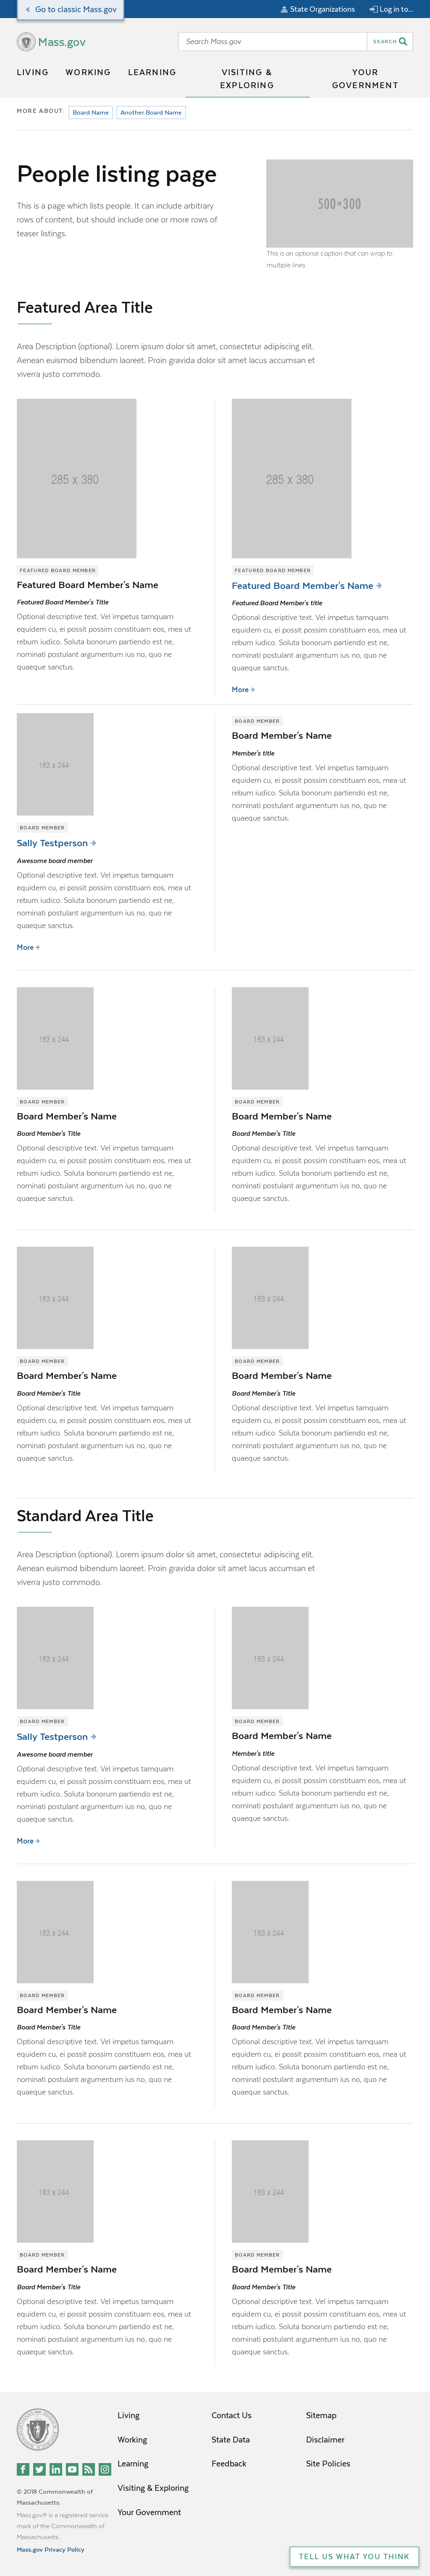 Go to classic Mass.gov
State Organizations
Log in to...
Mass.gov
Search Mass.gov
SEARCH
LIVING
WORKING
LEARNING
VISITING &
EXPLORING
YOUR
GOVERNMENT
MORE ABOUT:
Board Name
Another Board Name
People listing page
This is a page which lists people. It can include arbitrary
rows of content, but should include one or more rows of
teaser listings.
500×300
This is an optional caption that can wrap to
multiple lines.
Featured Area Title
Area Description (optional). Lorem ipsum dolor sit amet, consectetur adipiscing elit.
Aenean euismod bibendum laoreet. Proin gravida dolor sit amet lacus accumsan et
viverra justo commodo.
285 x 380
FEATURED BOARD MEMBER
Featured Board Member's Name
Featured Board Member's Title
Optional descriptive text. Vel impetus tamquam
equidem cu, ei possit possim constituam eos, mea ut
rebum iudico. Soluta bonorum partiendo est ne,
nominati postulant argumentum ius no, quo ne
quaeque sanctus.
285 x 380
FEATURED BOARD MEMBER
Featured Board Member's Name
Featured Board Member's title
Optional descriptive text. Vel impetus tamquam
equidem cu, ei possit possim constituam eos, mea ut
rebum iudico. Soluta bonorum partiendo est ne,
nominati postulant argumentum ius no, quo ne
quaeque sanctus.
More
183 x 244
BOARD MEMBER
Sally Testperson
Awesome board member
Optional descriptive text. Vel impetus tamquam
equidem cu, ei possit possim constituam eos, mea ut
rebum iudico. Soluta bonorum partiendo est ne,
nominati postulant argumentum ius no, quo ne
quaeque sanctus.
More
BOARD MEMBER
Board Member's Name
Member's title
Optional descriptive text. Vel impetus tamquam
equidem cu, ei possit possim constituam eos, mea ut
rebum iudico. Soluta bonorum partiendo est ne,
nominati postulant argumentum ius no, quo ne
quaeque sanctus.
183 x 244
BOARD MEMBER
Board Member's Name
Board Member's Title
Optional descriptive text. Vel impetus tamquam
equidem cu, ei possit possim constituam eos, mea ut
rebum iudico. Soluta bonorum partiendo est ne,
nominati postulant argumentum ius no, quo ne
quaeque sanctus.
183 x 244
BOARD MEMBER
Board Member's Name
Board Member's Title
Optional descriptive text. Vel impetus tamquam
equidem cu, ei possit possim constituam eos, mea ut
rebum iudico. Soluta bonorum partiendo est ne,
nominati postulant argumentum ius no, quo ne
quaeque sanctus.
183 x 244
BOARD MEMBER
Board Member's Name
Board Member's Title
Optional descriptive text. Vel impetus tamquam
equidem cu, ei possit possim constituam eos, mea ut
rebum iudico. Soluta bonorum partiendo est ne,
nominati postulant argumentum ius no, quo ne
quaeque sanctus.
183 x 244
BOARD MEMBER
Board Member's Name
Board Member's Title
Optional descriptive text. Vel impetus tamquam
equidem cu, ei possit possim constituam eos, mea ut
rebum iudico. Soluta bonorum partiendo est ne,
nominati postulant argumentum ius no, quo ne
quaeque sanctus.
Standard Area Title
Area Description (optional). Lorem ipsum dolor sit amet, consectetur adipiscing elit.
Aenean euismod bibendum laoreet. Proin gravida dolor sit amet lacus accumsan et
viverra justo commodo.
183 x 244
BOARD MEMBER
Sally Testperson
Awesome board member
Optional descriptive text. Vel impetus tamquam
equidem cu, ei possit possim constituam eos, mea ut
rebum iudico. Soluta bonorum partiendo est ne,
nominati postulant argumentum ius no, quo ne
quaeque sanctus.
More
183 x 244
BOARD MEMBER
Board Member's Name
Member's title
Optional descriptive text. Vel impetus tamquam
equidem cu, ei possit possim constituam eos, mea ut
rebum iudico. Soluta bonorum partiendo est ne,
nominati postulant argumentum ius no, quo ne
quaeque sanctus.
183 x 244
BOARD MEMBER
Board Member's Name
Board Member's Title
Optional descriptive text. Vel impetus tamquam
equidem cu, ei possit possim constituam eos, mea ut
rebum iudico. Soluta bonorum partiendo est ne,
nominati postulant argumentum ius no, quo ne
quaeque sanctus.
183 x 244
BOARD MEMBER
Board Member's Name
Board Member's Title
Optional descriptive text. Vel impetus tamquam
equidem cu, ei possit possim constituam eos, mea ut
rebum iudico. Soluta bonorum partiendo est ne,
nominati postulant argumentum ius no, quo ne
quaeque sanctus.
183 x 244
BOARD MEMBER
Board Member's Name
Board Member's Title
Optional descriptive text. Vel impetus tamquam
equidem cu, ei possit possim constituam eos, mea ut
rebum iudico. Soluta bonorum partiendo est ne,
nominati postulant argumentum ius no, quo ne
quaeque sanctus.
183 x 244
BOARD MEMBER
Board Member's Name
Board Member's Title
Optional descriptive text. Vel impetus tamquam
equidem cu, ei possit possim constituam eos, mea ut
rebum iudico. Soluta bonorum partiendo est ne,
nominati postulant argumentum ius no, quo ne
quaeque sanctus.
© 2018 Commonwealth of
Massachusetts.
Mass.gov® is a registered service
mark of the Commonwealth of
Massachusetts.
Mass.gov Privacy Policy
Living
Working
Learning
Visiting & Exploring
Your Government
Contact Us
State Data
Feedback
Sitemap
Disclaimer
Site Policies
TELL US WHAT YOU THINK